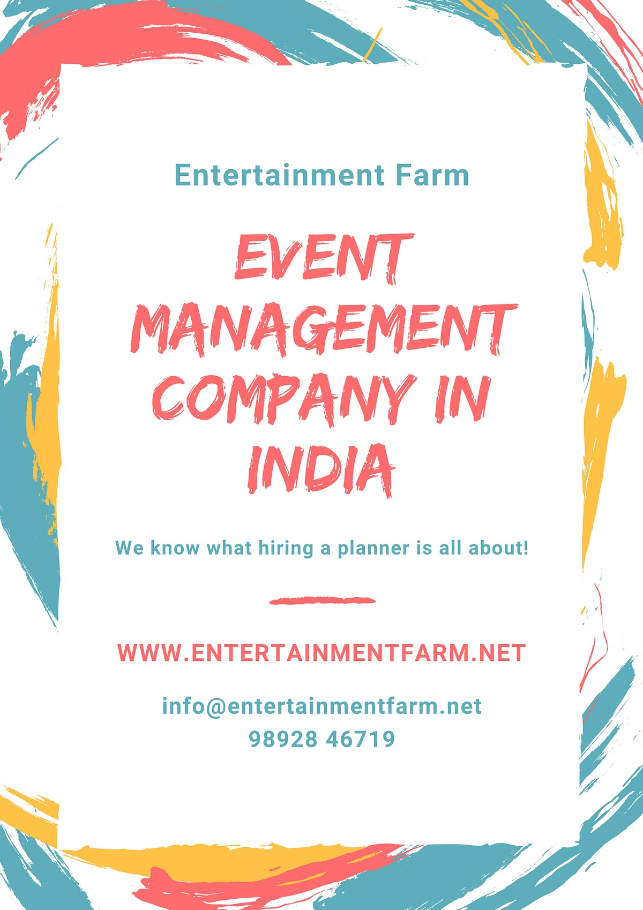 Entertainment Farm
EVENT
MANAGEMENT
COMPANY IN
INDIA
We know what hiring a planner is all about!
WWW.ENTERTAINMENTFARM.NET
info@entertainmentfarm.net
98928 46719